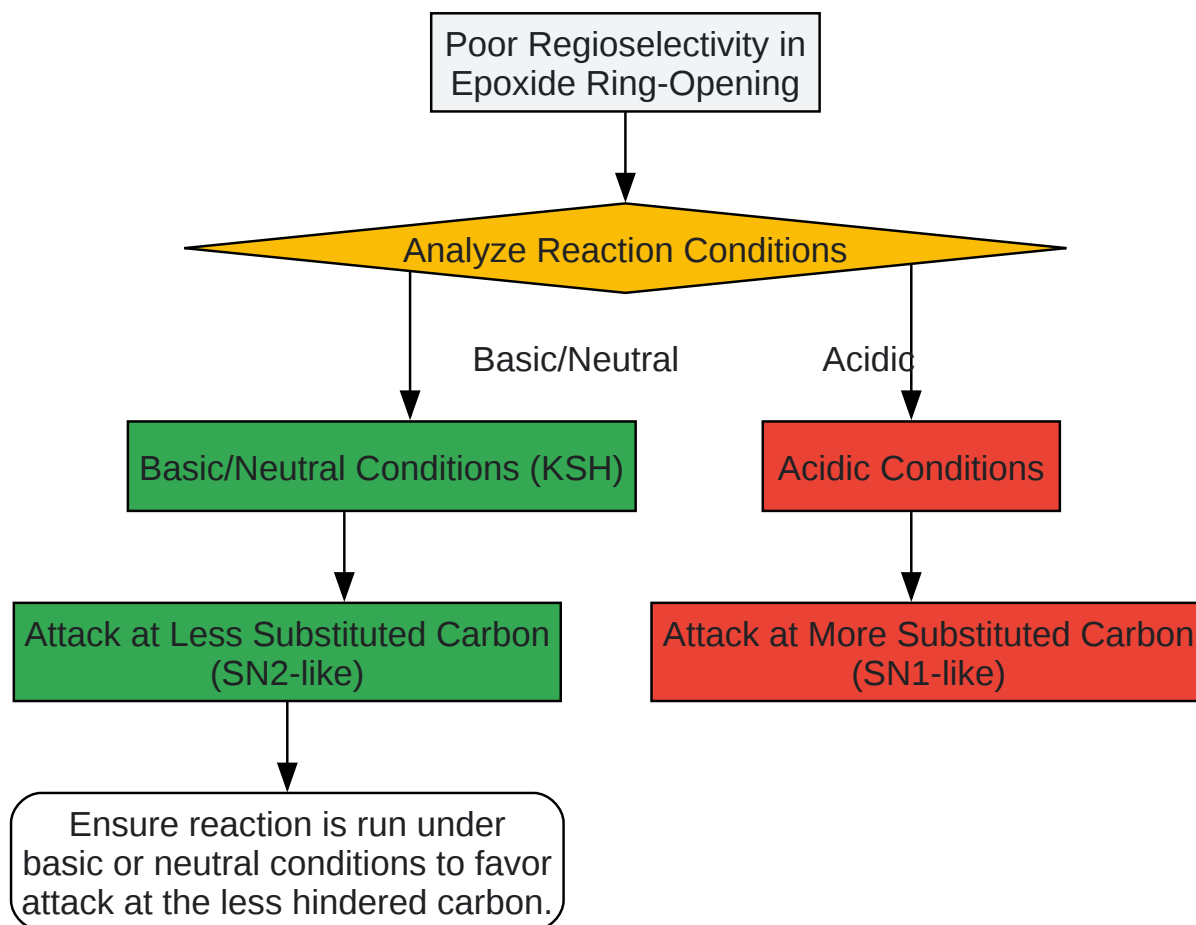 Poor Regioselectivity in
Epoxide Ring-Opening
Analyze Reaction Conditions
Basic/Neutral
Acidic
Basic/Neutral Conditions (KSH)
Acidic Conditions
Attack at Less Substituted Carbon
(SN2-like)
Attack at More Substituted Carbon
(SN1-like)
Ensure reaction is run under
basic or neutral conditions to favor
attack at the less hindered carbon.